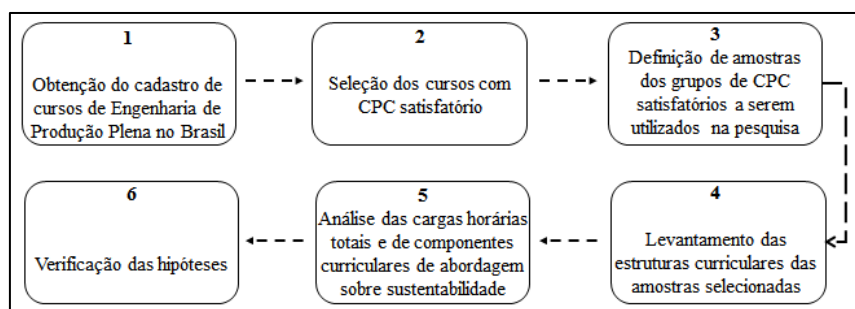 1
Obtenção do cadastro de
cursos de Engenharia de
Produção Plena no Brasil
2
Seleção dos cursos com
CPC satisfatório
3
Definição de amostras
dos grupos de CPC
satisfatórios a serem
utilizados na pesquisa
4
Levantamento das
estruturas curriculares das
amostras selecionadas
5
Análise das cargas horárias
totais e de componentes
curriculares de abordagem
sobre sustentabilidade
6
Verificação das hipóteses